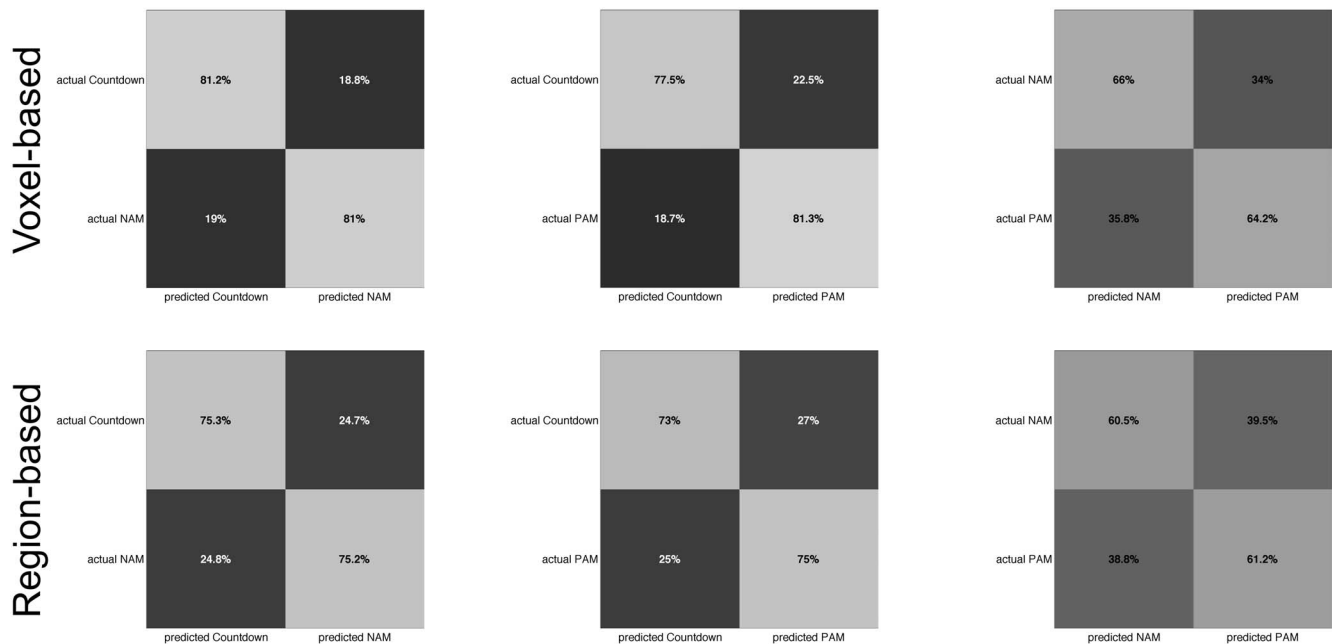 Voxel-based
actual Countdown 81.2% 18.8%
actual NAM 19% 81%
predicted Countdown predicted NAM
actual Countdown 77.5% 22.5%
actual PAM 18.7% 81.3%
predicted Countdown predicted PAM
actual NAM 66% 34%
actual PAM 35.8% 64.2%
predicted NAM predicted PAM
Region-based
actual Countdown 75.3% 24.7%
actual NAM 24.8% 75.2%
predicted Countdown predicted NAM
actual Countdown 73% 27%
actual PAM 25% 75%
predicted Countdown predicted PAM
actual NAM 60.5% 39.5%
actual PAM 38.8% 61.2%
predicted NAM predicted PAM